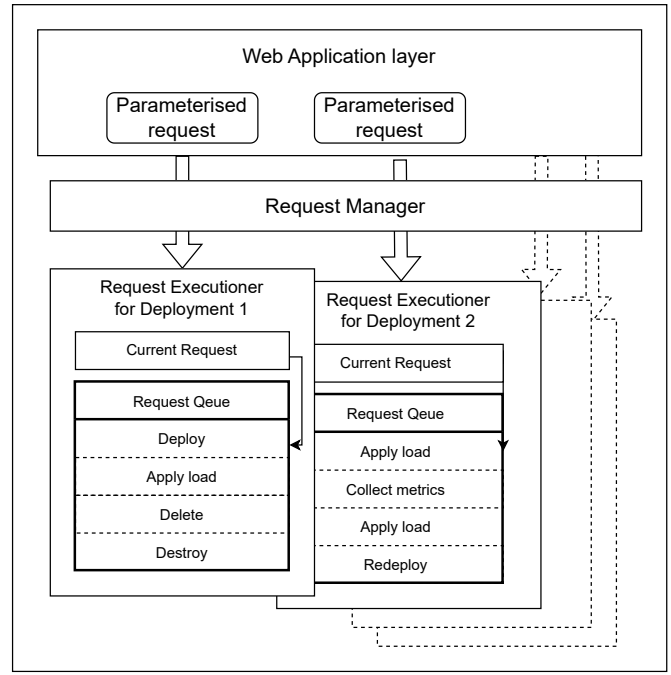 Web Application layer
Parameterised
request
Parameterised
request
Request Manager
Request Executioner
for Deployment 1
Current Request
Request Qeue
Deploy
Apply load
Delete
Destroy
Request Executioner
for Deployment 2
Current Request
Request Qeue
Apply load
Collect metrics
Apply load
Redeploy